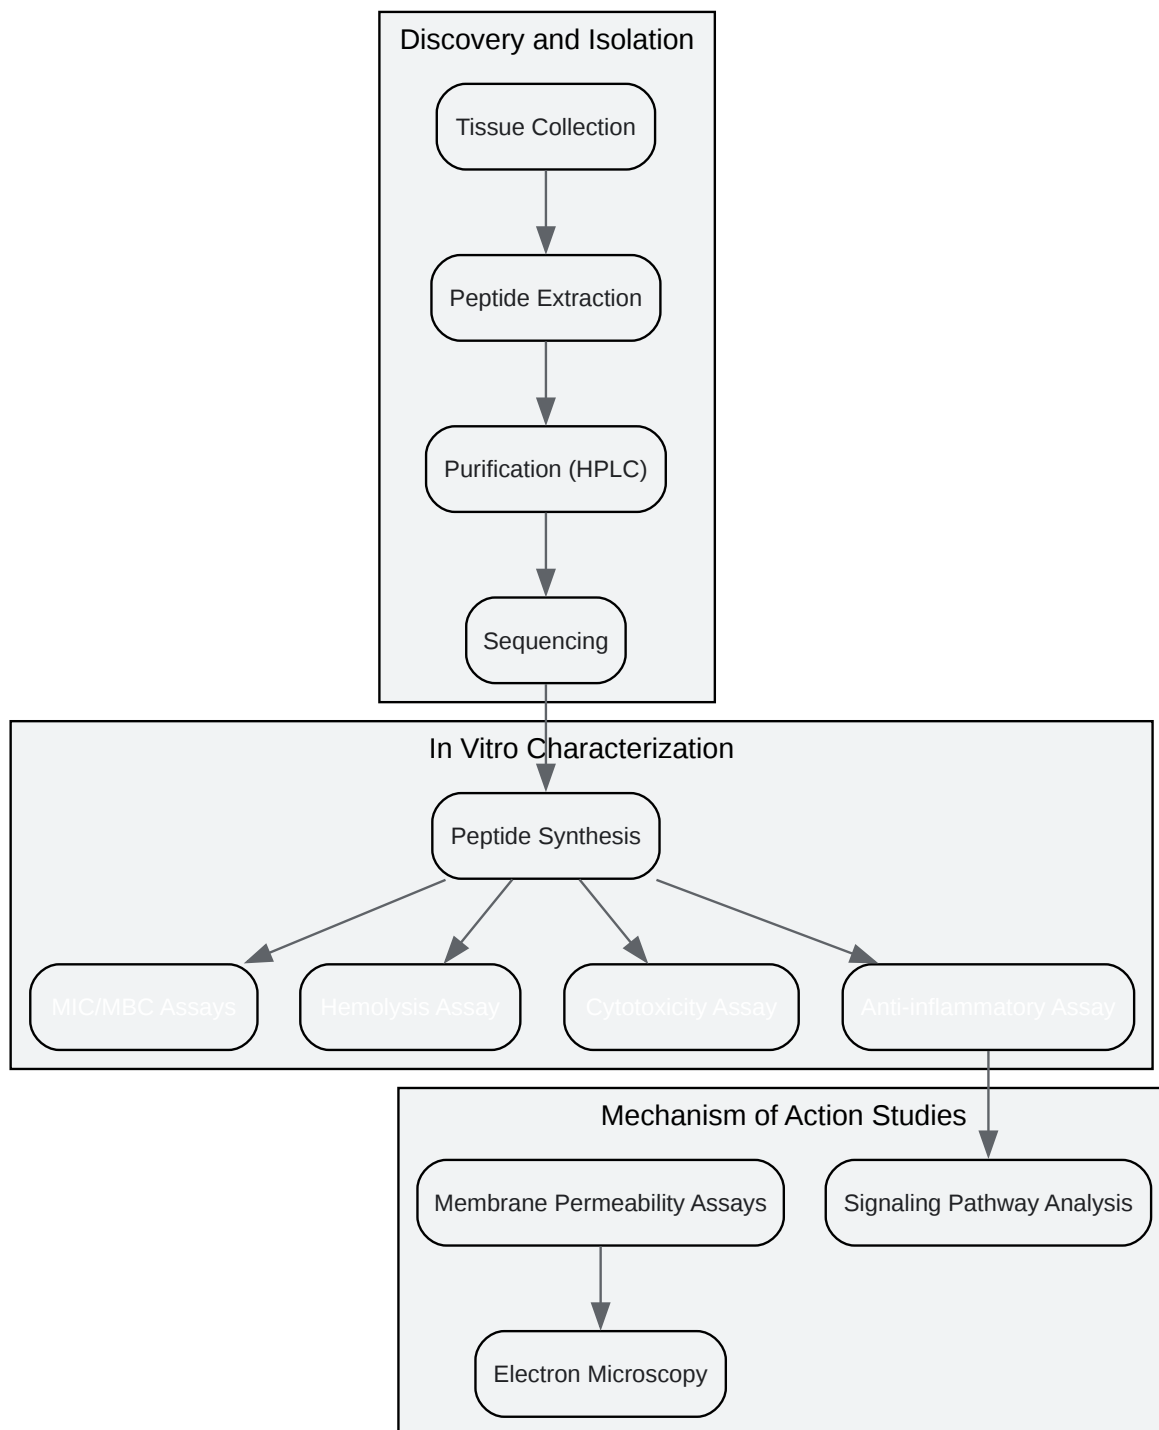 Discovery and Isolation
Tissue Collection
Peptide Extraction
Purification (HPLC)
Sequencing
In Vitro Characterization
Peptide Synthesis
MIC/MBC Assays
Hemolysis Assay
Cytotoxicity Assay
Anti-inflammatory Assay
Mechanism of Action Studies
Membrane Permeability Assays
Signaling Pathway Analysis
Electron Microscopy